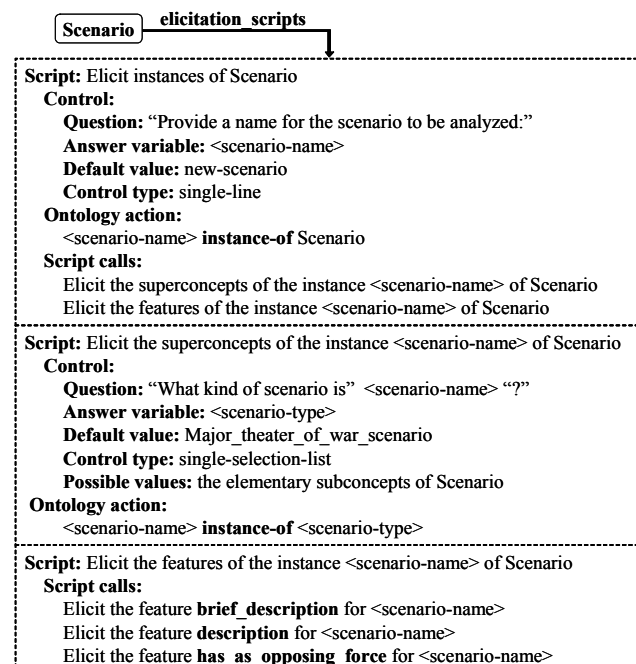 Scenario
elicitation_scripts
Script: Elicit instances of Scenario
Control:
Question: “Provide a name for the scenario to be analyzed:”
Answer variable: <scenario-name>
Default value: new-scenario
Control type: single-line
Ontology action:
<scenario-name> instance-of Scenario
Script calls:
Elicit the superconcepts of the instance <scenario-name> of Scenario
Elicit the features of the instance <scenario-name> of Scenario
Script: Elicit the superconcepts of the instance <scenario-name> of Scenario
Control:
Question: “What kind of scenario is” <scenario-name> “?”
Answer variable: <scenario-type>
Default value: Major_theater_of_war_scenario
Control type: single-selection-list
Possible values: the elementary subconcepts of Scenario
Ontology action:
<scenario-name> instance-of <scenario-type>
Script: Elicit the features of the instance <scenario-name> of Scenario
Script calls:
Elicit the feature brief_description for <scenario-name>
Elicit the feature description for <scenario-name>
Elicit the feature has_as_opposing_force for <scenario-name>